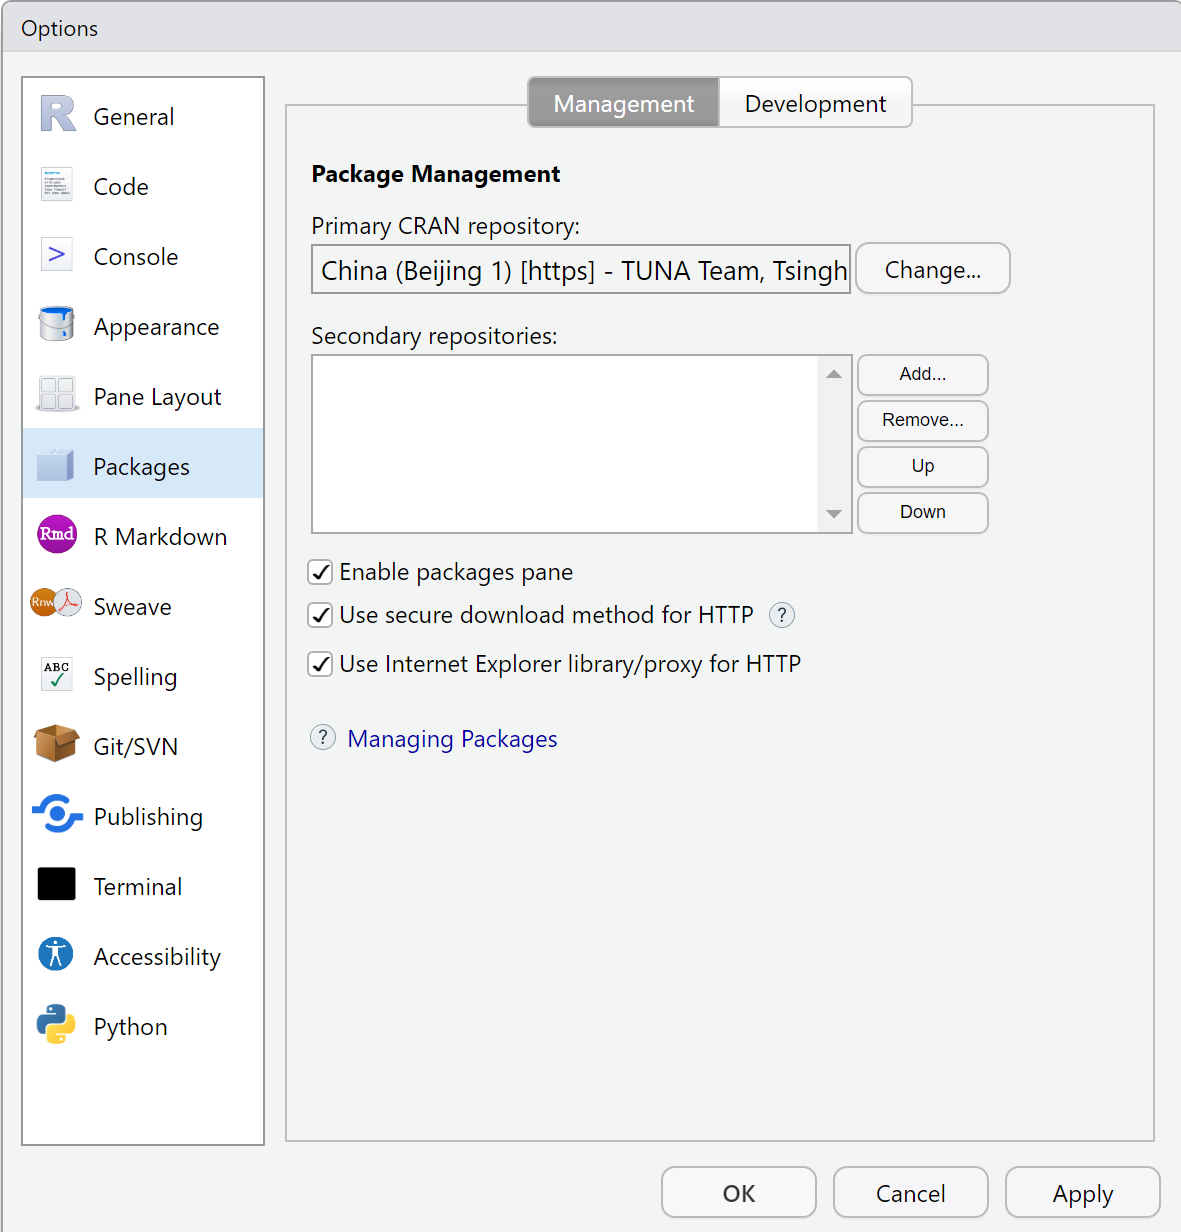 Options
General
Code
Console
Appearance
Pane Layout
Packages
Rmd
R Markdown
Rnw
Sweave
ABC
Spelling
Git/SVN
Publishing
Terminal
Accessibility
Python
Management
Development
Package Management
Primary CRAN repository:
China (Beijing 1) [https] - TUNA Team, Tsingh
Change...
Secondary repositories:
Add...
Remove...
Up
Down
Enable packages pane
Use secure download method for HTTP ?
Use Internet Explorer library/proxy for HTTP
? Managing Packages
OK
Cancel
Apply